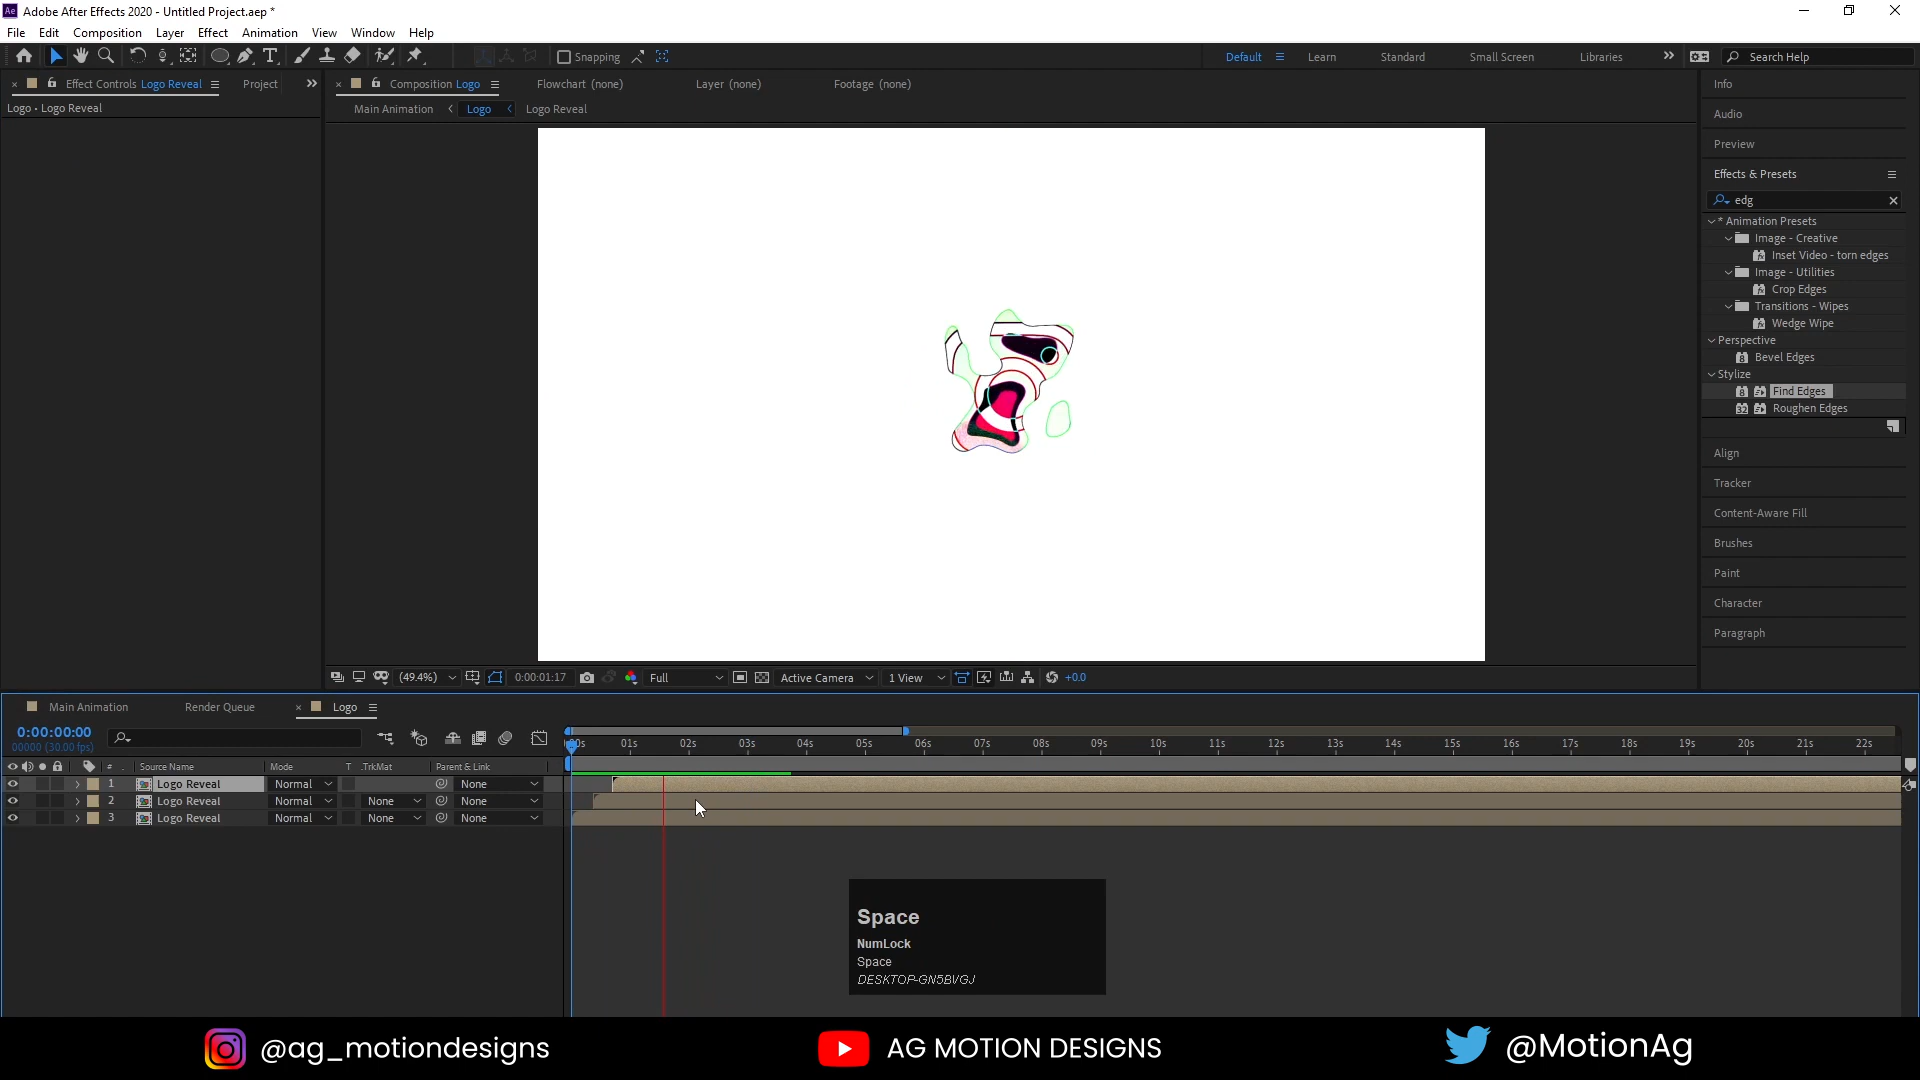 Ae Adobe After Effects 2020 - Untitled Project.aep *
File Edit Composition Layer Effect Animation View Window Help
Snapping Default Learn Standard Small Screen Libraries Search Help
Effect Controls Logo Reveal Project Composition Logo Flowchart (none) Layer (none) Footage (none)
Logo • Logo Reveal
Main Animation Logo Logo Reveal
Info
Audio
Preview
Effects & Presets
edg
* Animation Presets
Image - Creative
Inset Video - torn edges
Image - Utilities
Crop Edges
Transitions - Wipes
Wedge Wipe
Perspective
Bevel Edges
Stylize
Find Edges
Roughen Edges
Align
Tracker
Content-Aware Fill
Brushes
Paint
Character
Paragraph
(49.4%) 0:00:01:17 Full Active Camera 1 View +0.0
Main Animation Render Queue Logo
0:00:00:00
00000 (30.00 fps)
01s 02s 03s 04s 05s 06s 07s 08s 09s 10s 11s 12s 13s 14s 15s 16s 17s 18s 19s 20s 21s 22s
# Source Name Mode T .TrkMat Parent & Link
1 Logo Reveal Normal None
2 Logo Reveal Normal None None
3 Logo Reveal Normal None None
Space
NumLock
Space
DESKTOP-GN5BVGJ
@ag_motiondesigns AG MOTION DESIGNS @MotionAg